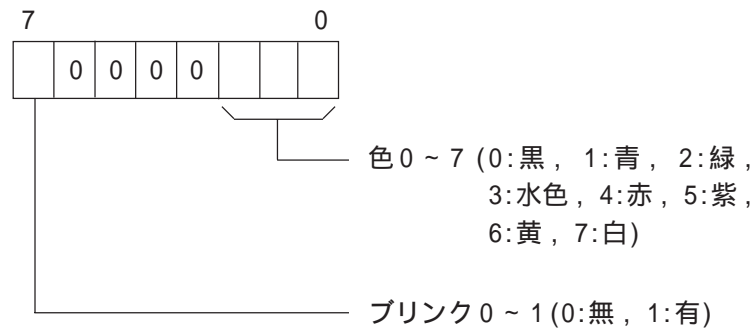 7 0
0 0 0 0
色0~7 (0:黒, 1:青, 2:緑,
3:水色, 4:赤, 5:紫,
6:黄, 7:白)
ブリンク0~1(0:無, 1:有)